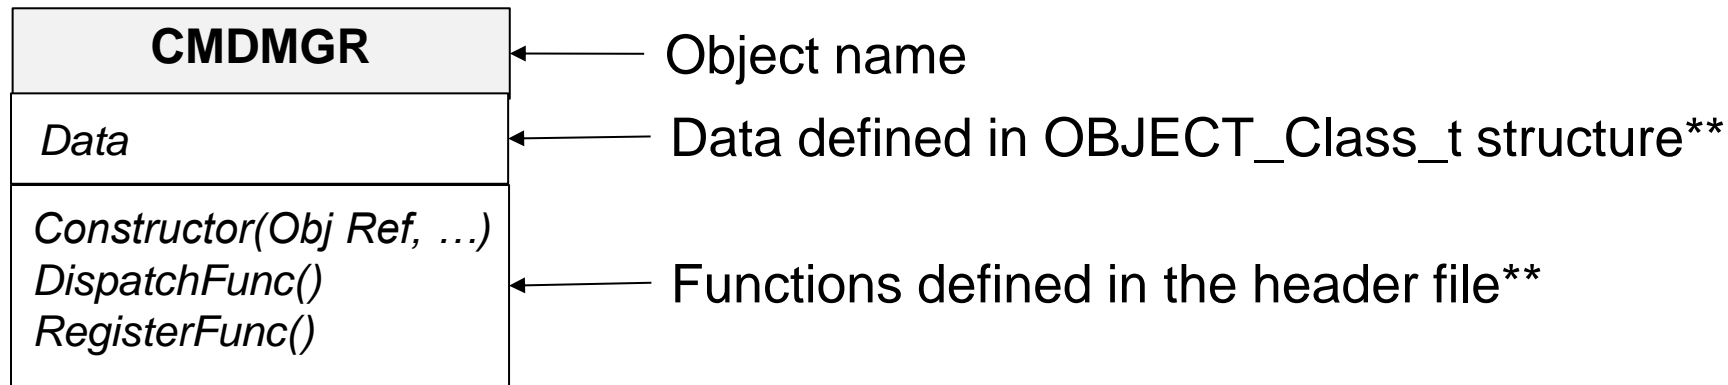 CMDMGR
Object name
Data
Data defined in OBJECT_Class_t structure**
Constructor(Obj Ref, …)
DispatchFunc()
RegisterFunc()
Functions defined in the header file**